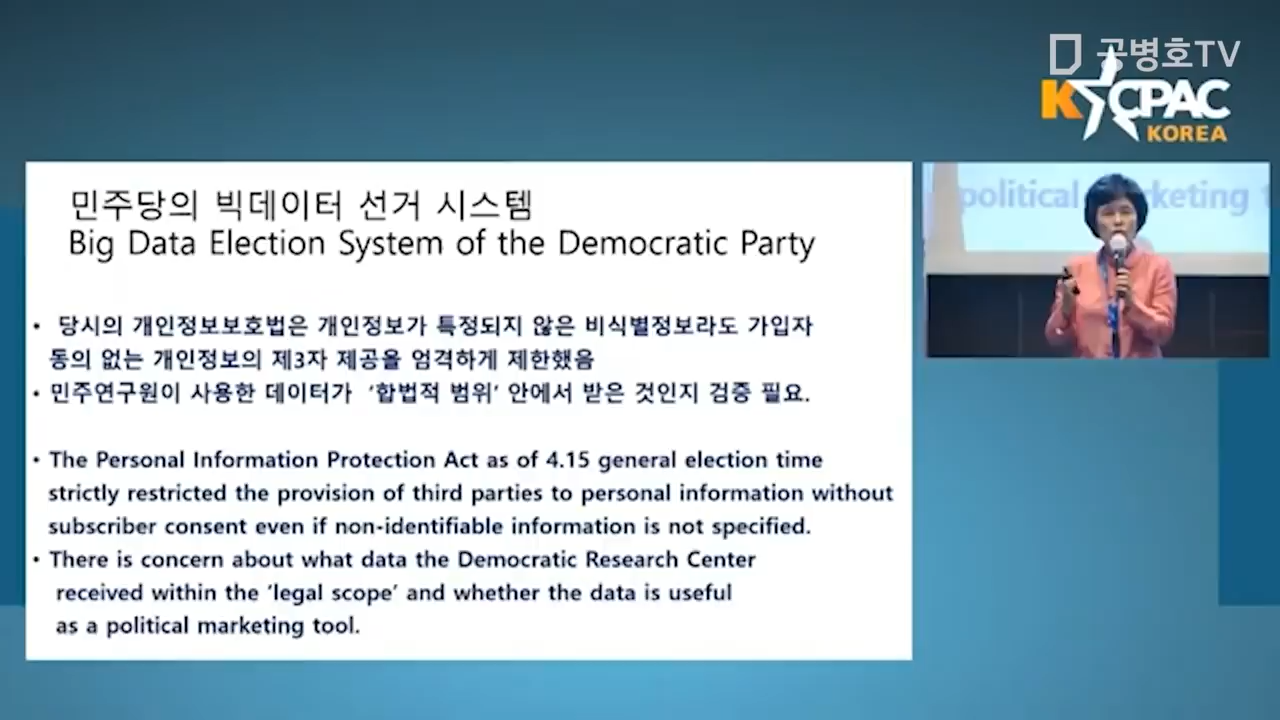 공병호TV
KCPAC
KOREA
political marketing t
민주당의 빅데이터 선거 시스템
Big Data Election System of the Democratic Party
• 당시의 개인정보보호법은 개인정보가 특정되지 않은 비식별정보라도 가입자
동의 없는 개인정보의 제3자 제공을 엄격하게 제한했음
• 민주연구원이 사용한 데이터가 ‘합법적 범위’ 안에서 받은 것인지 검증 필요.
• The Personal Information Protection Act as of 4.15 general election time
strictly restricted the provision of third parties to personal information without
subscriber consent even if non-identifiable information is not specified.
• There is concern about what data the Democratic Research Center
received within the ‘legal scope’ and whether the data is useful
as a political marketing tool.